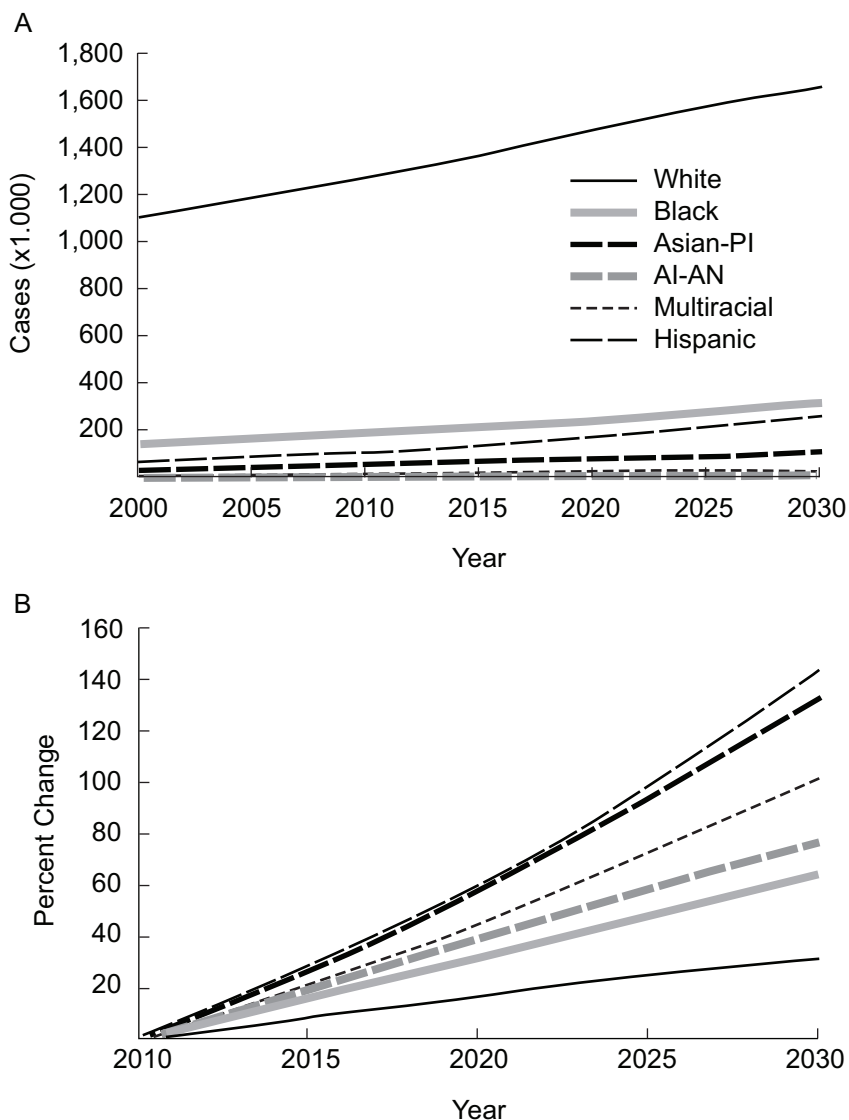 A
1,800
1,600
1,400
1,200
1,000
800
600
400
200
Cases (x1.000)
White
Black
Asian-PI
AI-AN
Multiracial
Hispanic
2000 2005 2010 2015 2020 2025 2030
Year
B
160
140
120
100
80
60
40
20
Percent Change
2010 2015 2020 2025 2030
Year